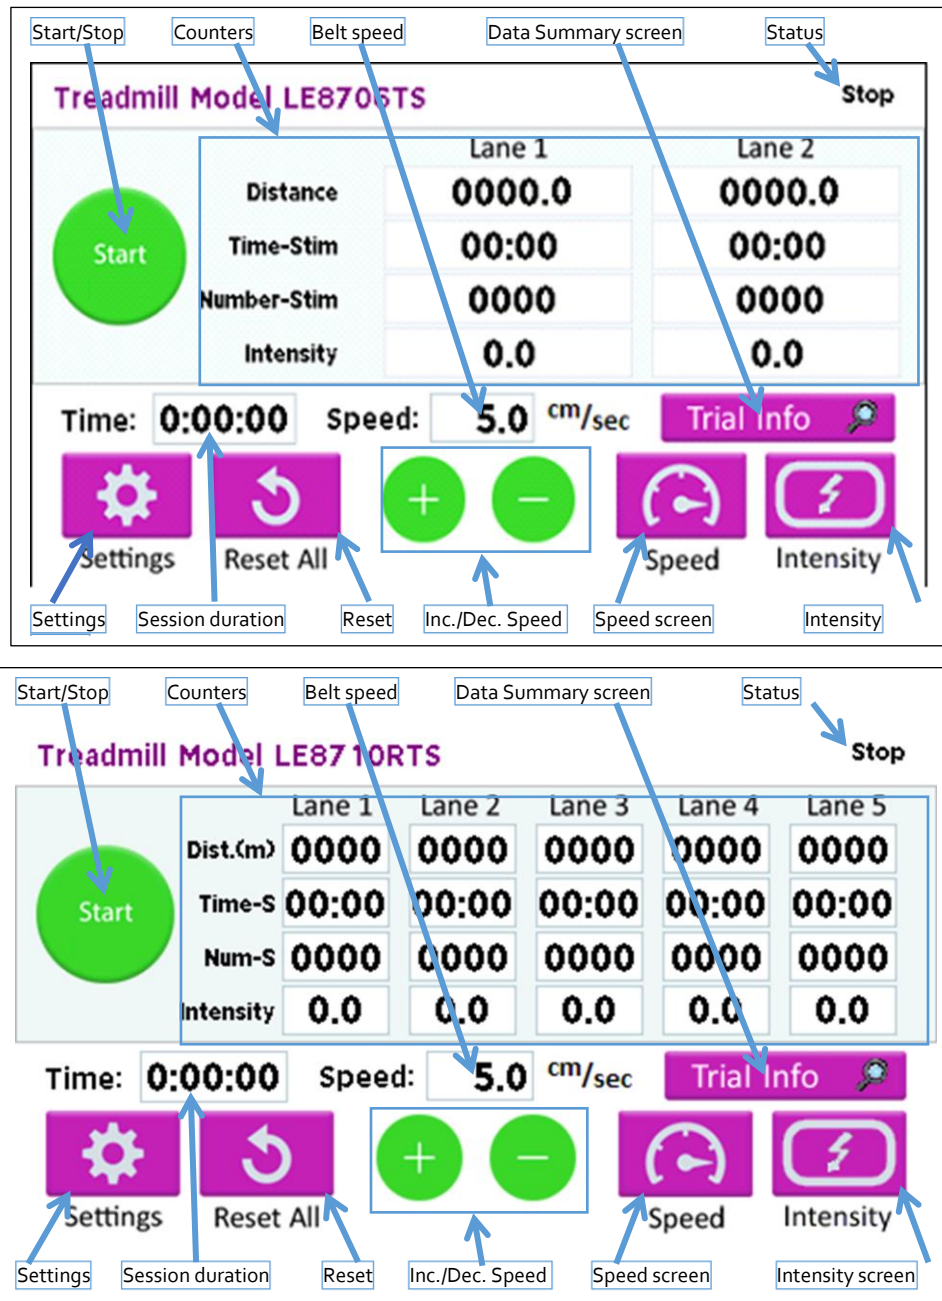 Start/Stop Counters Belt speed Data Summary screen Status
Treadmill Model LE8706TS Stop
Lane 1 Lane 2
Distance 0000.0 0000.0
Time-Stim 00:00 00:00
Start
Number-Stim 0000 0000
Intensity 0.0 0.0
Time: 0:00:00 Speed: 5.0 cm/sec Trial Info
+ −
Settings Reset All Speed Intensity
Settings Session duration Reset Inc./Dec. Speed Speed screen Intensity
Start/Stop Counters Belt speed Data Summary screen Status
Treadmill Model LE8710RTS Stop
Lane 1 Lane 2 Lane 3 Lane 4 Lane 5
Dist.(m) 0000 0000 0000 0000 0000
Start
Time-S 00:00 00:00 00:00 00:00 00:00
Num-S 0000 0000 0000 0000 0000
Intensity 0.0 0.0 0.0 0.0 0.0
Time: 0:00:00 Speed: 5.0 cm/sec Trial Info
+ −
Settings Reset All Speed Intensity
Settings Session duration Reset Inc./Dec. Speed Speed screen Intensity screen